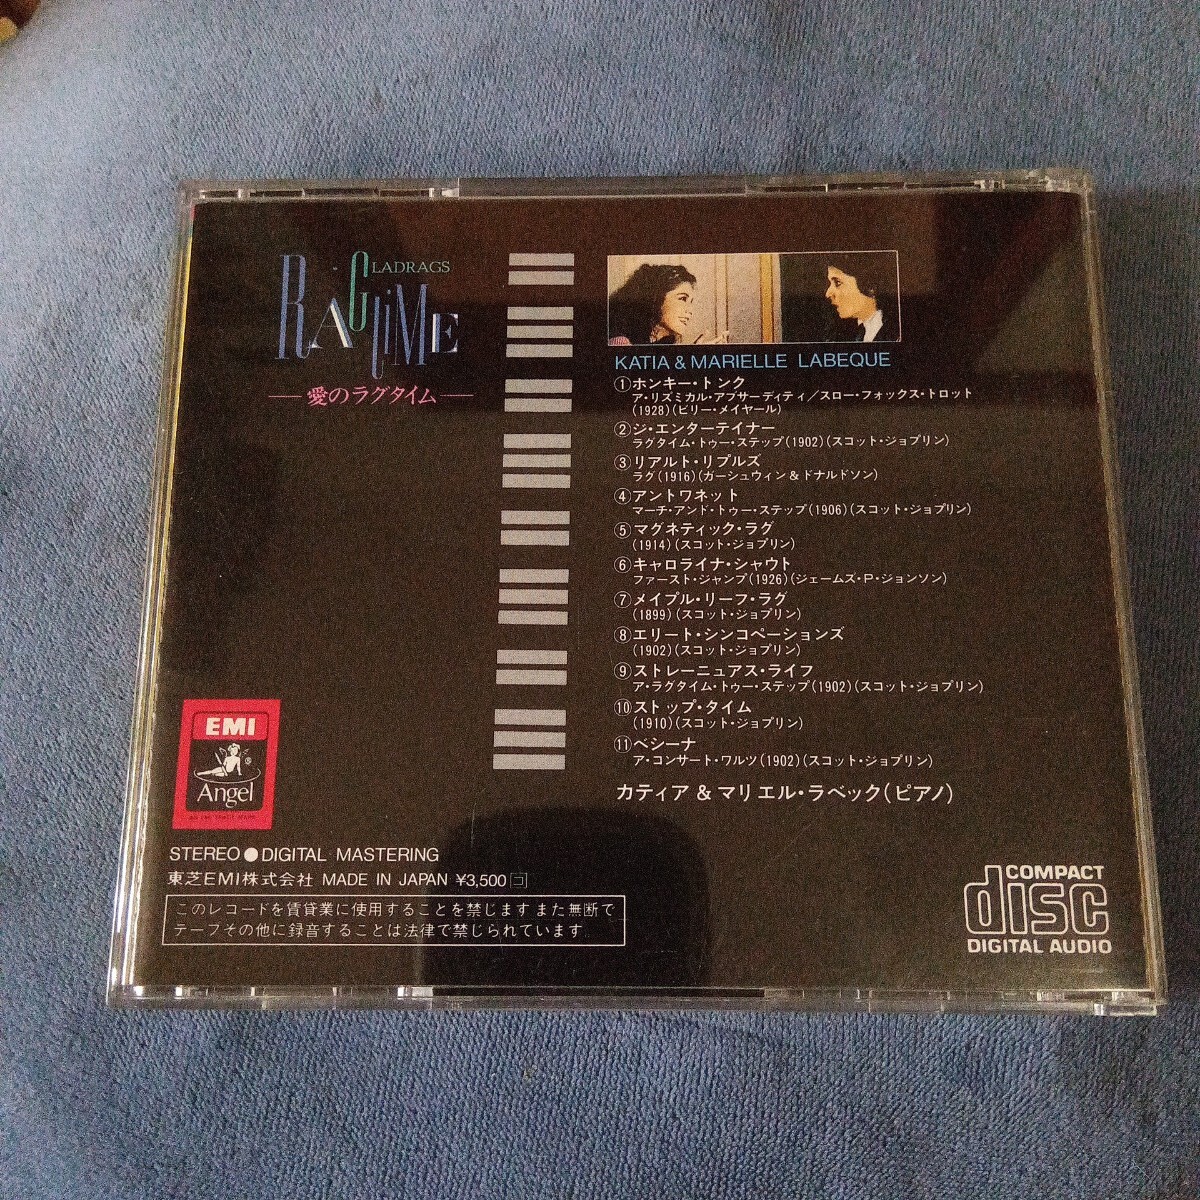 GLADRAGS
RAGTIME
愛のラグタイム
KATIA & MARIELLE LABEQUE
①ホンキー・トンク
ア・リズミカル・アブサーディティ/スロー・フォックス・トロット
(1928)(ビリー・メイヤール)
②ジ・エンターテイナー
ラグタイム・トゥー・ステップ(1902)(スコット・ジョプリン)
③リアルト・リプルズ
ラグ(1916)(ガーシュウィン&ドナルドソン)
④アントワネット
マーチ・アンド・トゥー・ステップ(1906)(スコット・ジョプリン)
⑤マグネティック・ラグ
(1914)(スコット・ジョプリン)
⑥キャロライナ・シャウト
ファースト・ジャンプ(1926)(ジェームズ・P・ジョンソン)
⑦メイプル・リーフ・ラグ
(1899)(スコット・ジョプリン)
⑧エリート・シンコペーションズ
(1902)(スコット・ジョプリン)
⑨ストレーニュアス・ライフ
ア・ラグタイム・トゥー・ステップ(1902)(スコット・ジョプリン)
⑩ストップ・タイム
(1910)(スコット・ジョプリン)
⑪ベシーナ
ア・コンサート・ワルツ(1902)(スコット・ジョプリン)
カティア&マリエル・ラベック(ピアノ)
EMI
®
Angel
STEREO●DIGITAL MASTERING
東芝EMI株式会社 MADE IN JAPAN ¥3,500 コ
このレコードを賃貸業に使用することを禁じます また無断で
テープその他に録音することは法律で禁じられています
COMPACT
disc
DIGITAL AUDIO